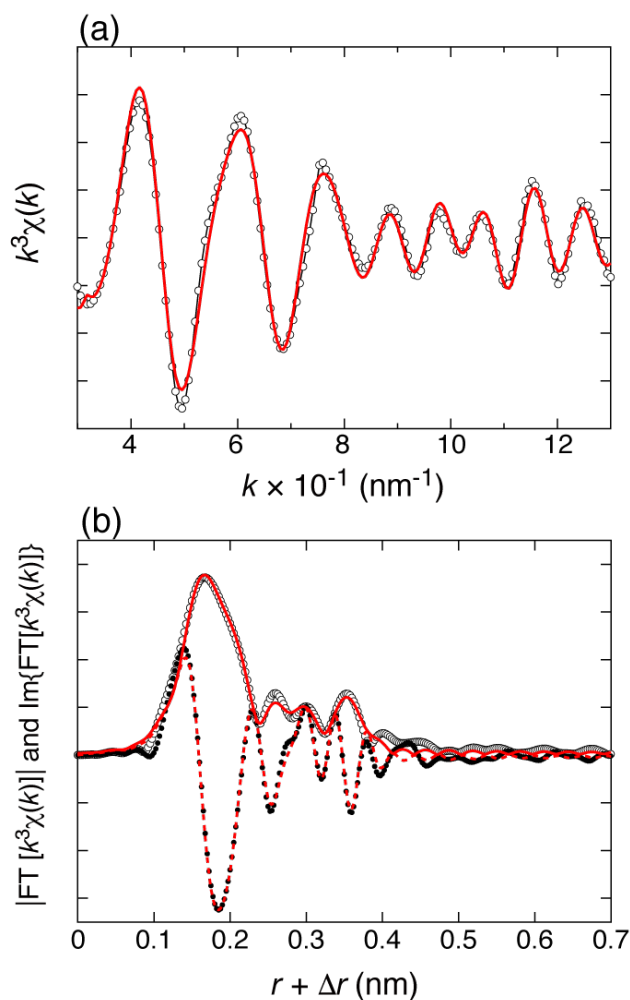 (a)
k³χ(k)
4 6 8 10 12
k × 10⁻¹ (nm⁻¹)
(b)
|FT [k³χ(k)]| and Im{FT[k³χ(k)]}
0 0.1 0.2 0.3 0.4 0.5 0.6 0.7
r + Δr (nm)